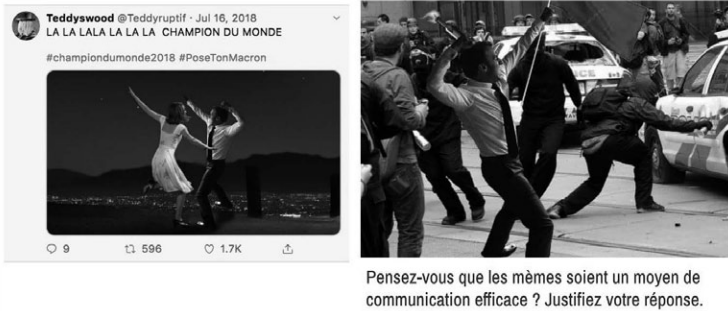 Teddyswood @Teddyruptif · Jul 16, 2018
LA LA LALA LA LA LA CHAMPION DU MONDE
#championdumonde2018 #PoseTonMacron
9 596 1.7K
Pensez-vous que les mèmes soient un moyen de
communication efficace ? Justifiez votre réponse.